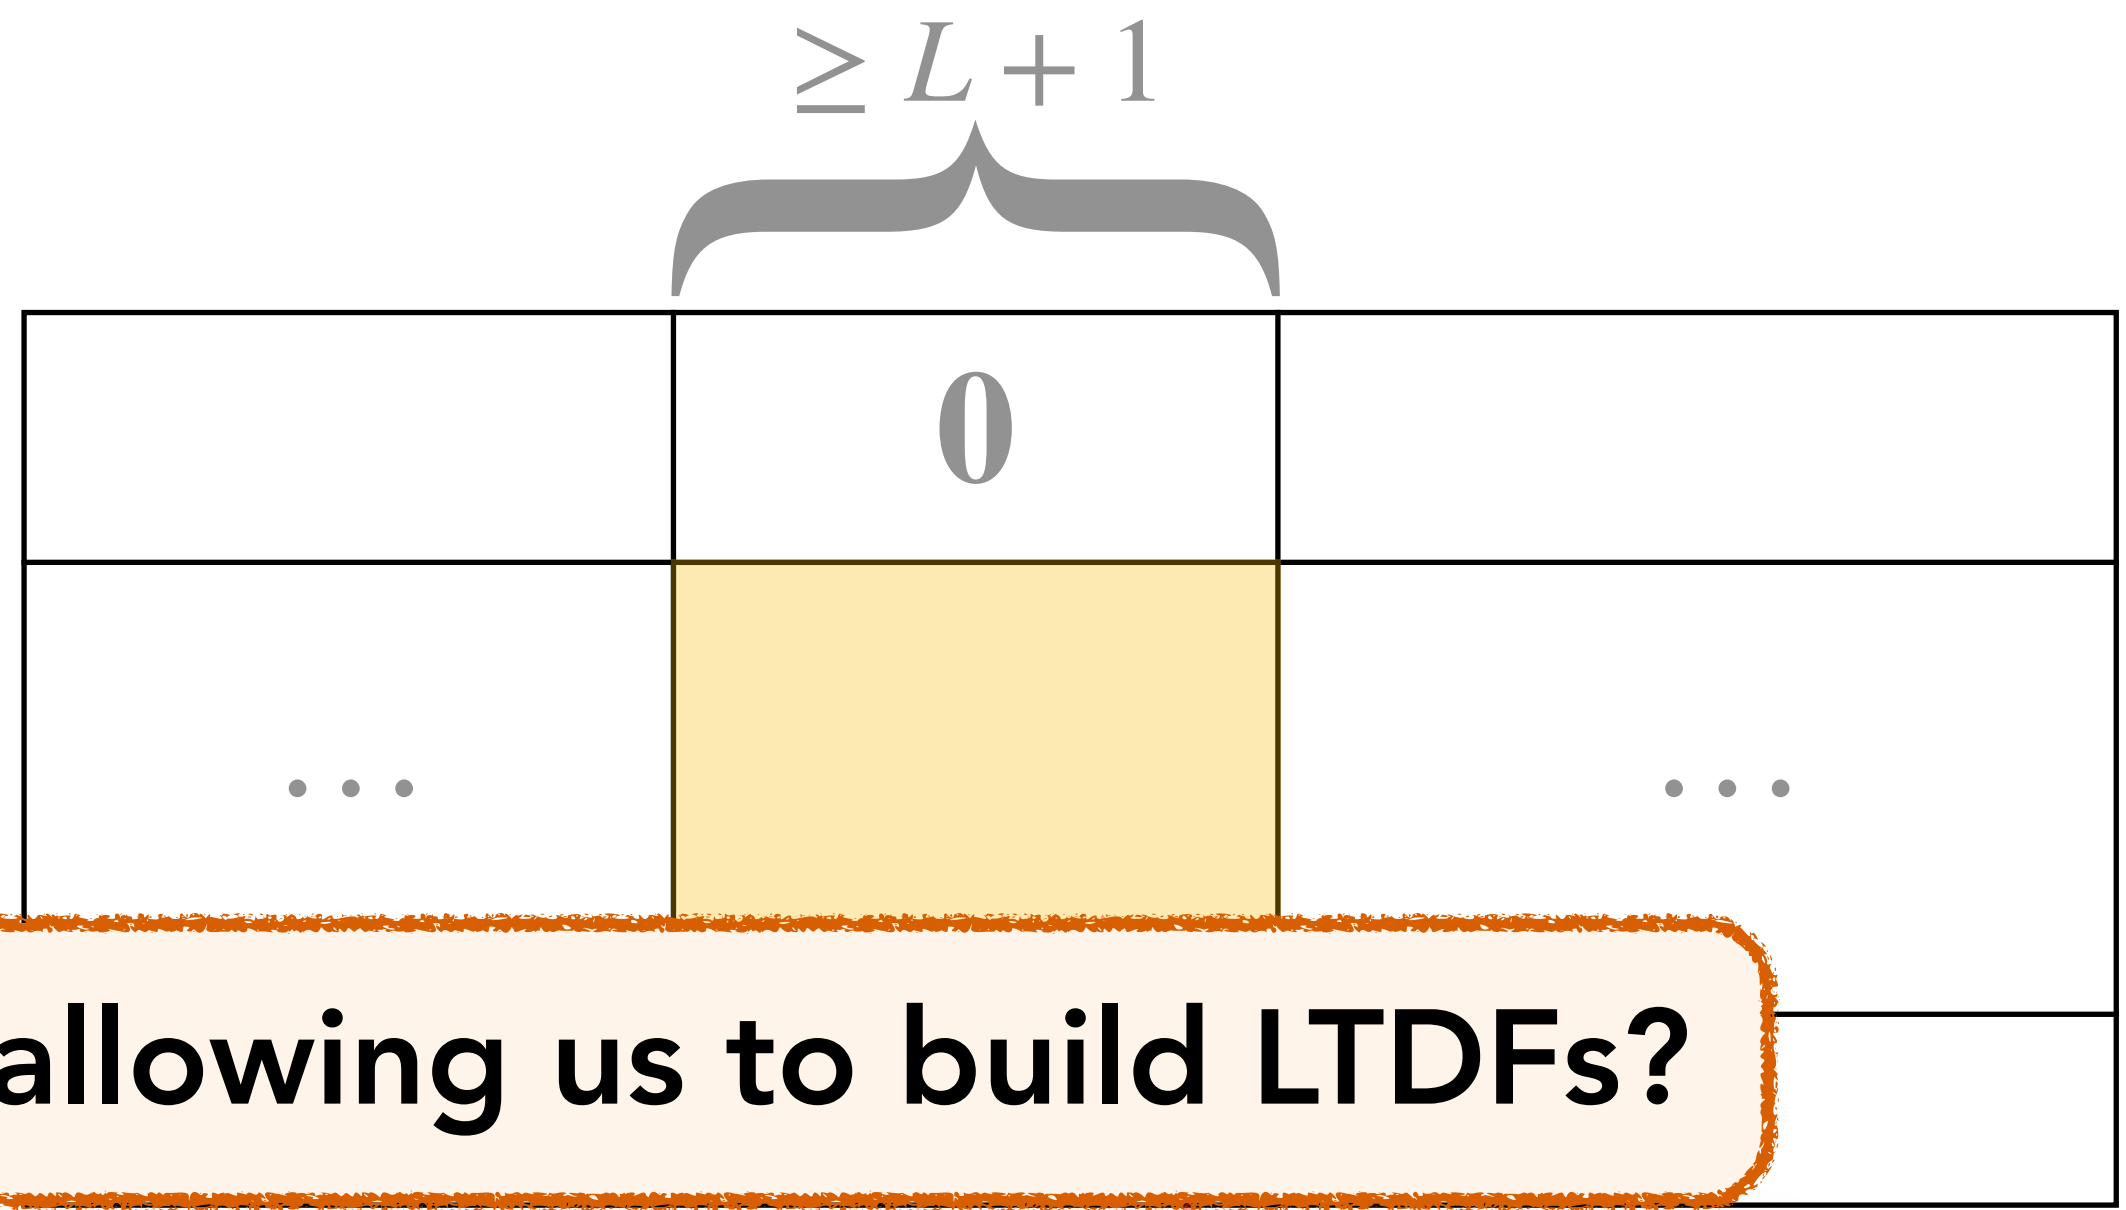 ≥ L + 1
0
... ...
allowing us to build LTDFs?